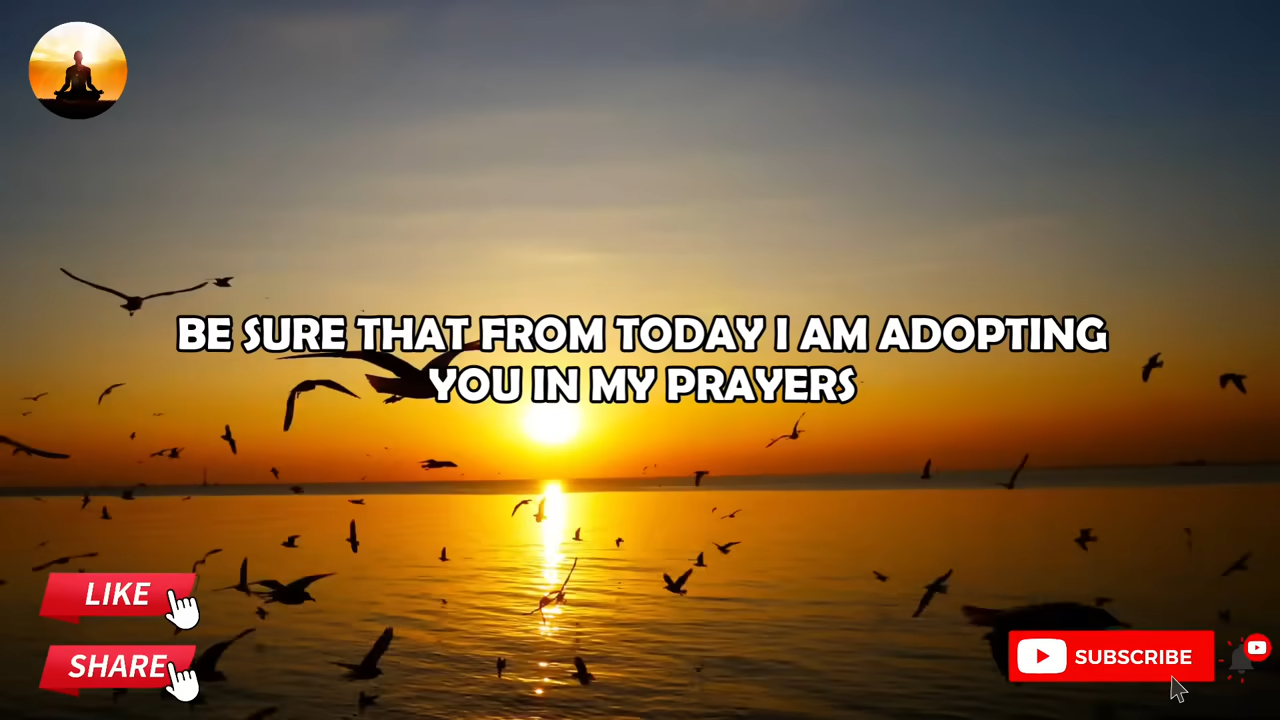 BE SURE THAT FROM TODAY I AM ADOPTING
YOU IN MY PRAYERS
LIKE
SHARE
SUBSCRIBE